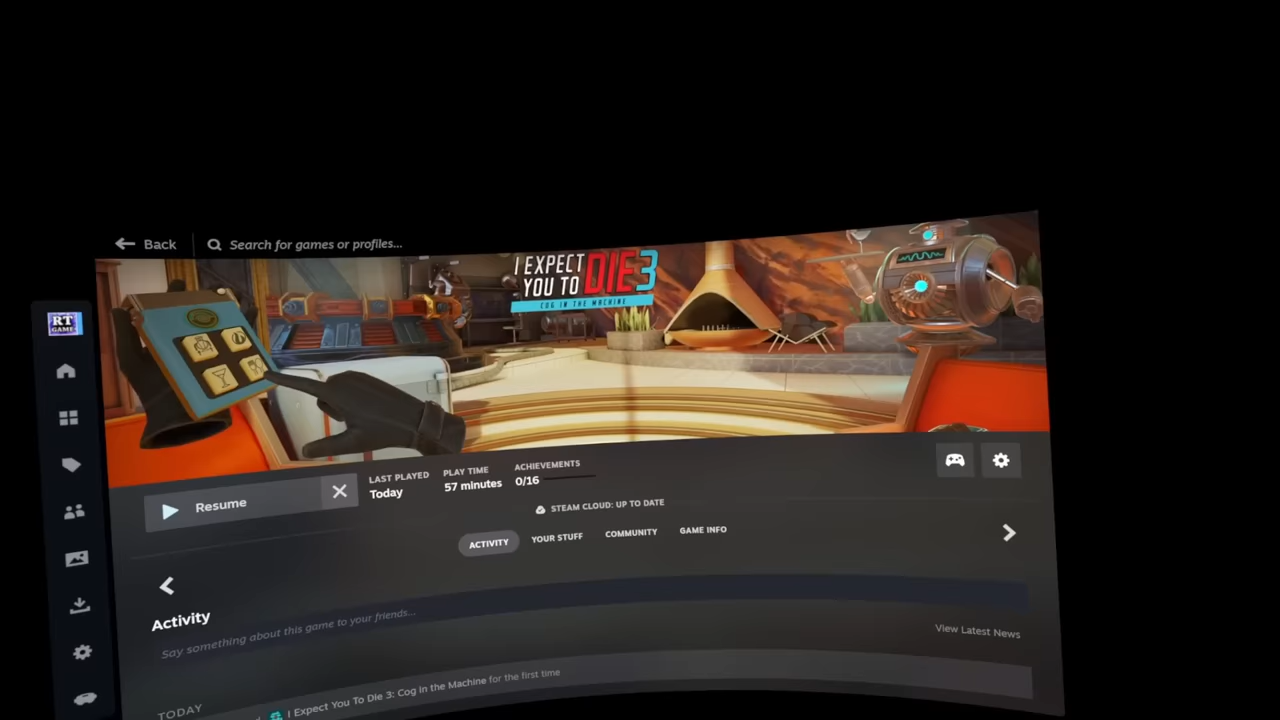 Back
Search for games or profiles...
I EXPECT
YOU TO DIE 3
COG IN THE MACHINE
RT
GAME
Resume
LAST PLAYED
Today
PLAY TIME
57 minutes
ACHIEVEMENTS
0/16
STEAM CLOUD: UP TO DATE
ACTIVITY
YOUR STUFF
COMMUNITY
GAME INFO
Activity
Say something about this game to your friends...
View Latest News
TODAY
I Expect You To Die 3: Cog in the Machine for the first time